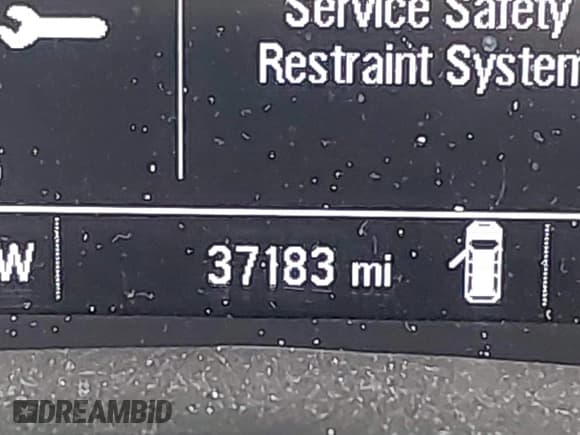 Service Safety
Restraint System
W
37183 mi
DREAMBID